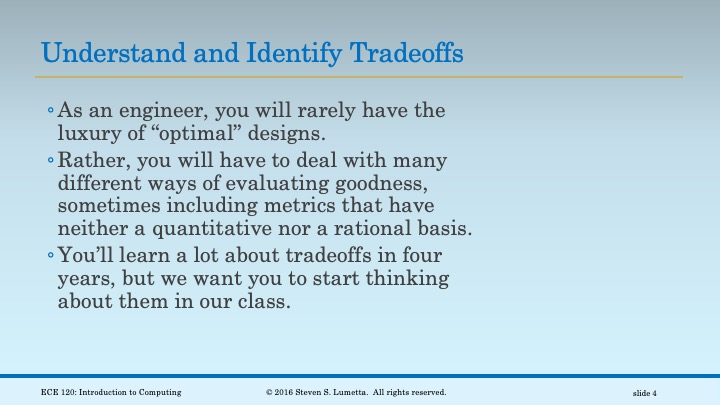 Understand and Identify Tradeoffs
◦As an engineer, you will rarely have the
luxury of “optimal” designs.
◦Rather, you will have to deal with many
different ways of evaluating goodness,
sometimes including metrics that have
neither a quantitative nor a rational basis.
◦You’ll learn a lot about tradeoffs in four
years, but we want you to start thinking
about them in our class.
ECE 120: Introduction to Computing © 2016 Steven S. Lumetta. All rights reserved. slide 4